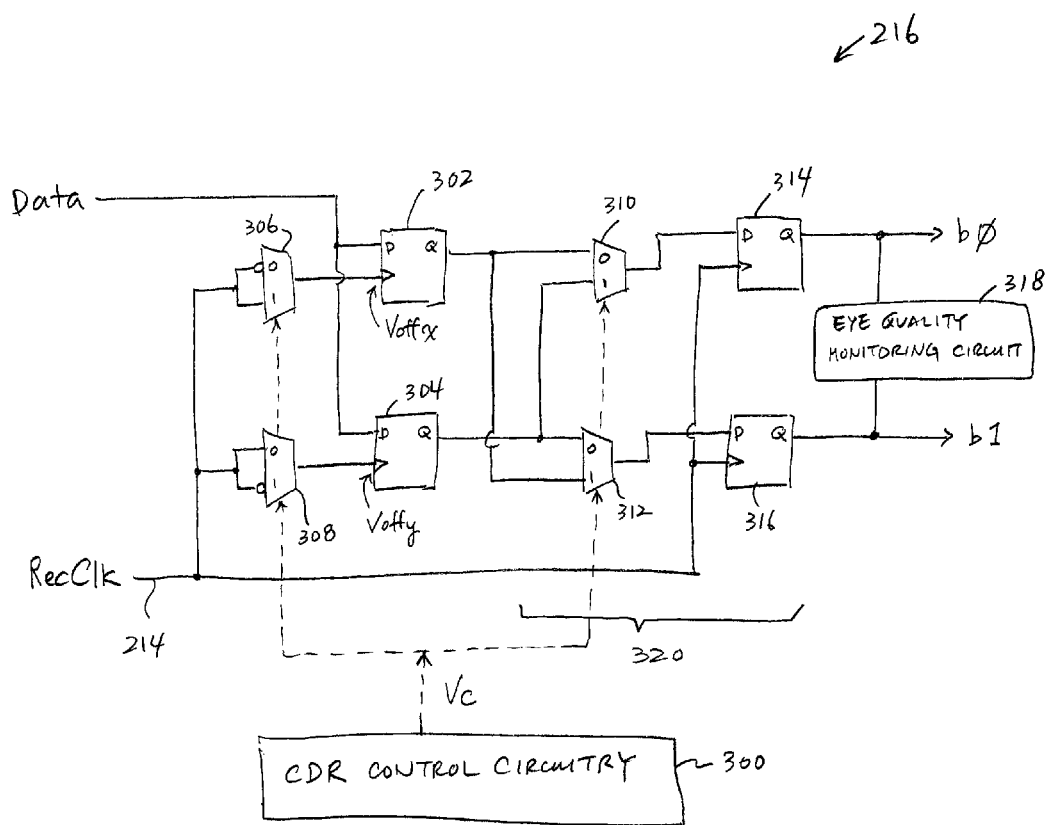 216
Data
302
306
D Q
0
1
Voffx
310
0
1
314
D Q
bØ
318
EYE QUALITY
MONITORING CIRCUIT
304
D Q
0
1
308
Voffy
0
1
312
D Q
316
b1
RecClk
214
320
Vc
CDR CONTROL CIRCUITRY
300